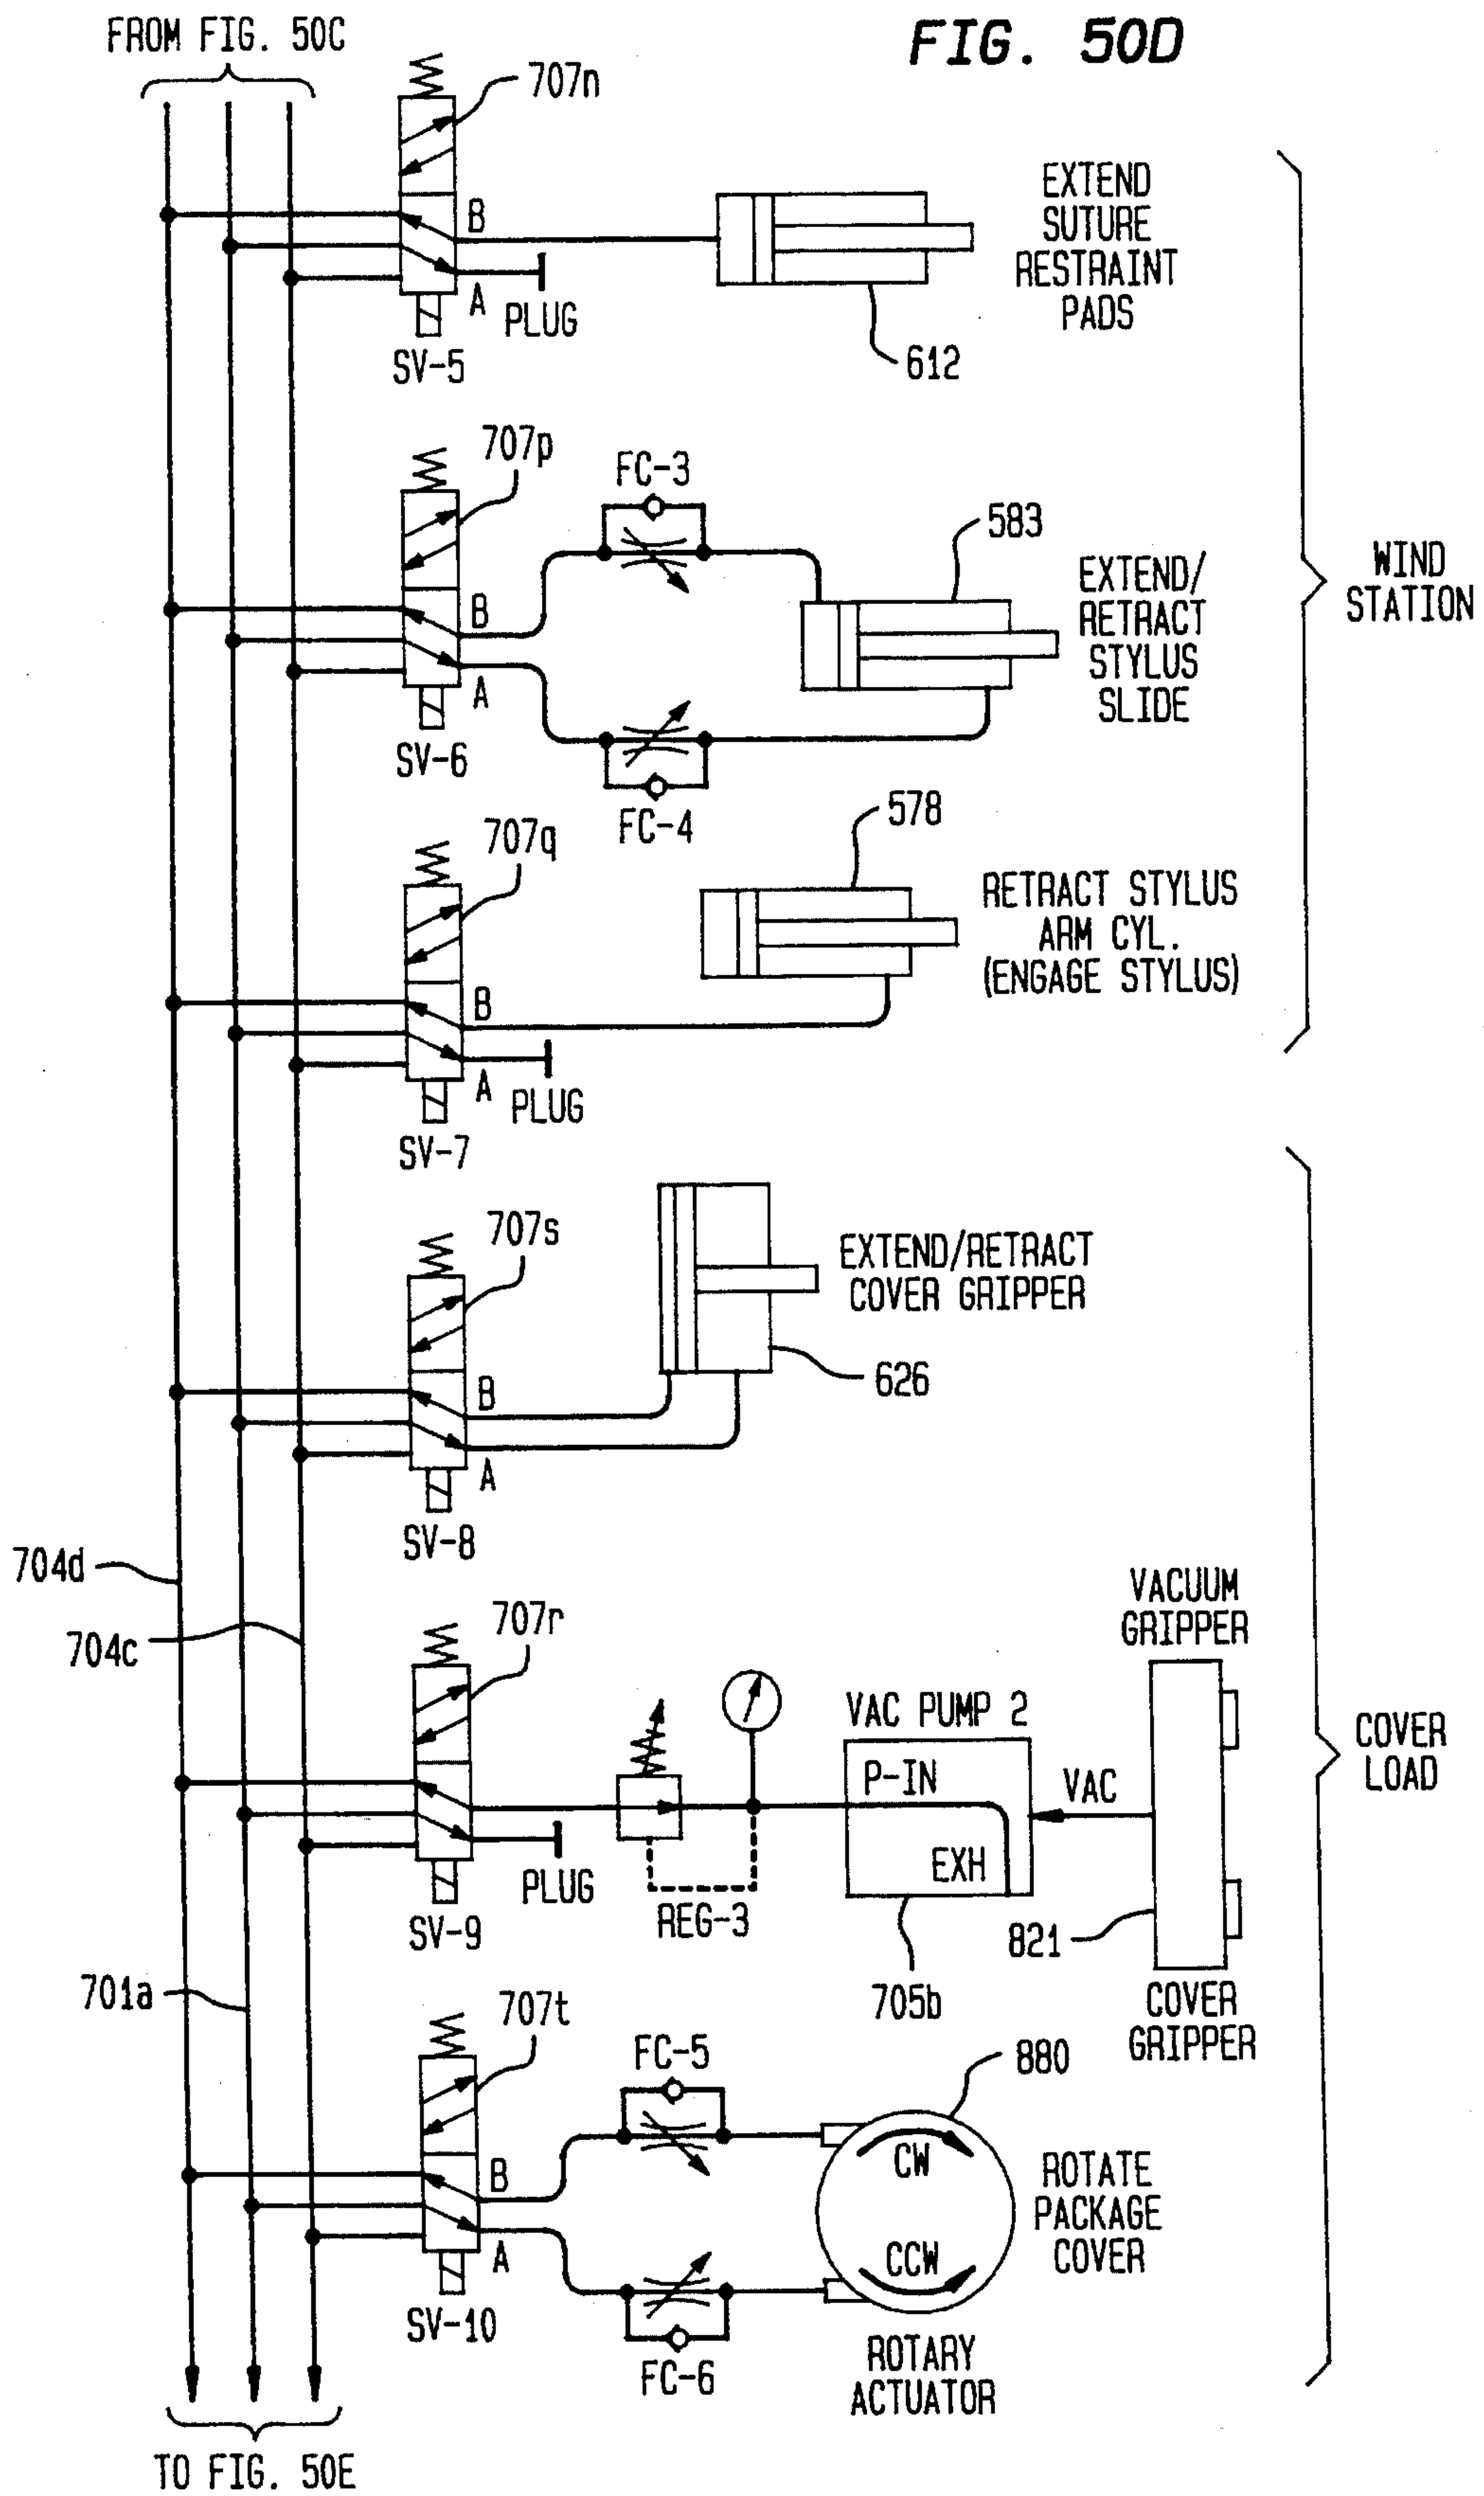 FROM FIG. 50C
FIG. 50D
707n
B
A
PLUG
SV-5
612
EXTEND
SUTURE
RESTRAINT
PADS
707p
B
A
SV-6
FC-3
FC-4
583
EXTEND/
RETRACT
STYLUS
SLIDE
WIND
STATION
707q
B
A
PLUG
SV-7
578
RETRACT STYLUS
ARM CYL.
(ENGAGE STYLUS)
707s
B
A
SV-8
EXTEND/RETRACT
COVER GRIPPER
626
704d
704c
707r
PLUG
SV-9
REG-3
VAC PUMP 2
P-IN
EXH
705b
VAC
VACUUM
GRIPPER
821
COVER
GRIPPER
COVER
LOAD
701a
707t
B
A
SV-10
FC-5
FC-6
880
CW
CCW
ROTATE
PACKAGE
COVER
ROTARY
ACTUATOR
TO FIG. 50E